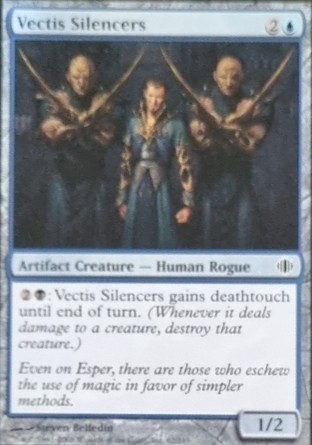 Vectis Silencers 2
Artifact Creature — Human Rogue
2 : Vectis Silencers gains deathtouch
until end of turn. (Whenever it deals
damage to a creature, destroy that
creature.)
Even on Esper, there are those who eschew
the use of magic in favor of simpler
methods.
Steven Belledin
1/2